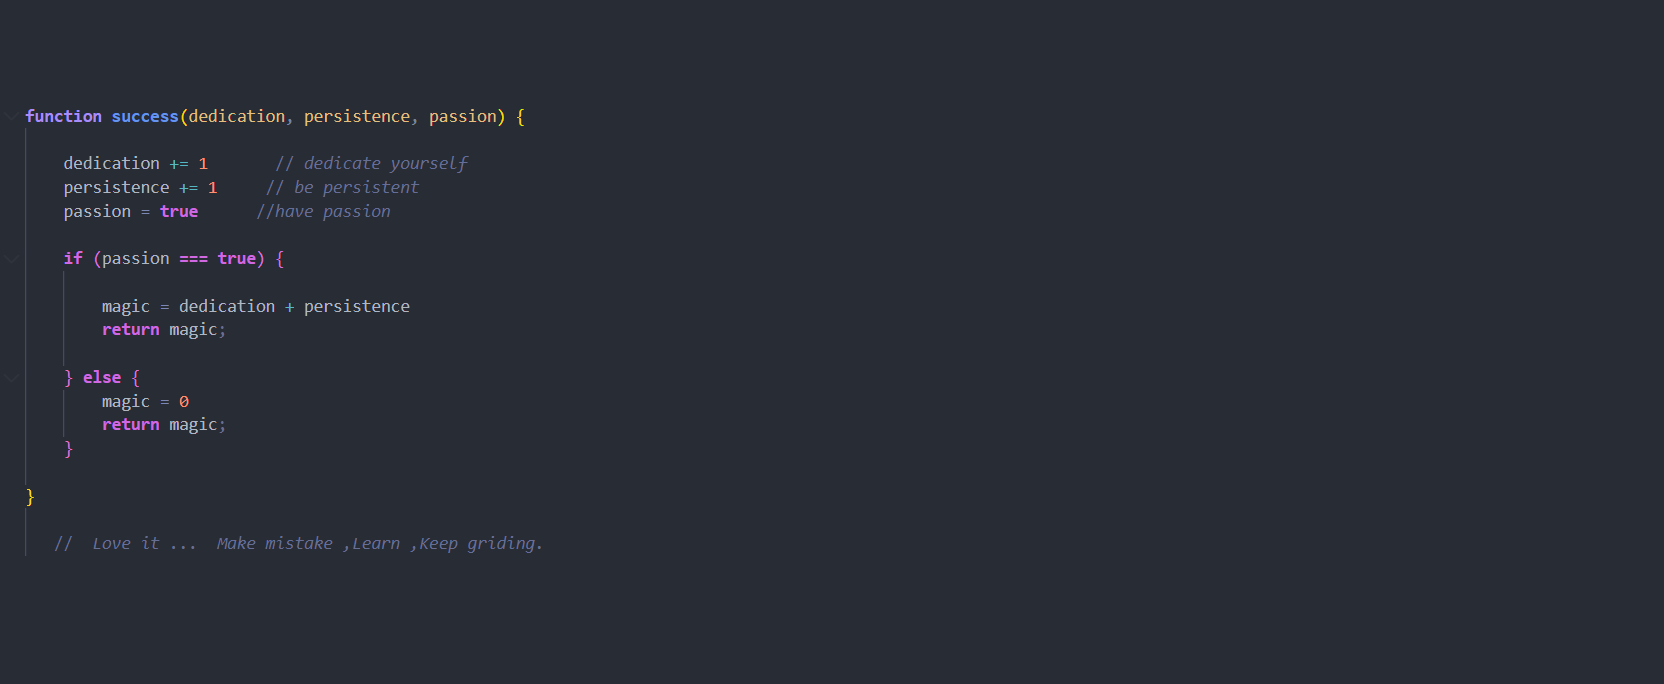 function success(dedication, persistence, passion) {
dedication += 1       // dedicate yourself
persistence += 1     // be persistent
passion = true      //have passion
if (passion === true) {
magic = dedication + persistence
return magic;
} else {
magic = 0
return magic;
}
}
//  Love it ...  Make mistake ,Learn ,Keep griding.